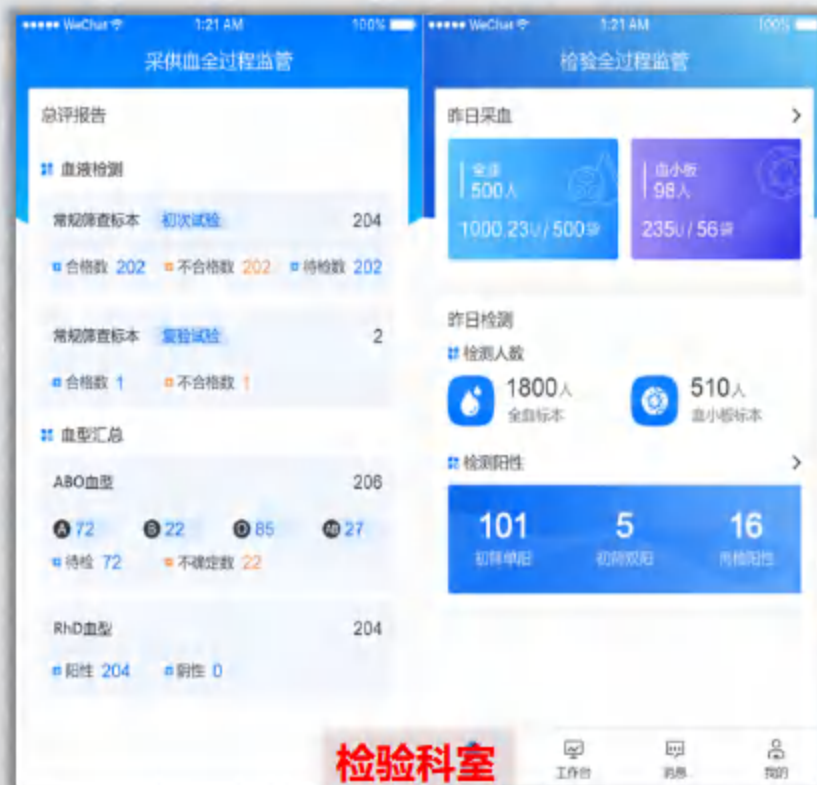 WeChat 1:21 AM 100%
采供血全过程监管
总评报告
血液检测
常规筛查标本 初次试验 204
合格数 202 不合格数 202 待检数 202
常规筛查标本 复验试验 2
合格数 1 不合格数 1
血型汇总
ABO血型 206
A 72 B 22 O 85 AB 27
待检 72 不确定数 22
RhD血型 204
阳性 204 阴性 0
WeChat 1:21 AM 100%
检验全过程监管
昨日采血
全血
500人
1000.23U/500袋
血小板
98人
235U/56袋
昨日检测
检测人数
1800人
全血标本
510人
血小板标本
检测阳性
101 5 16
初筛单阳 初筛双阳
检验科室
工作台 消息 我的